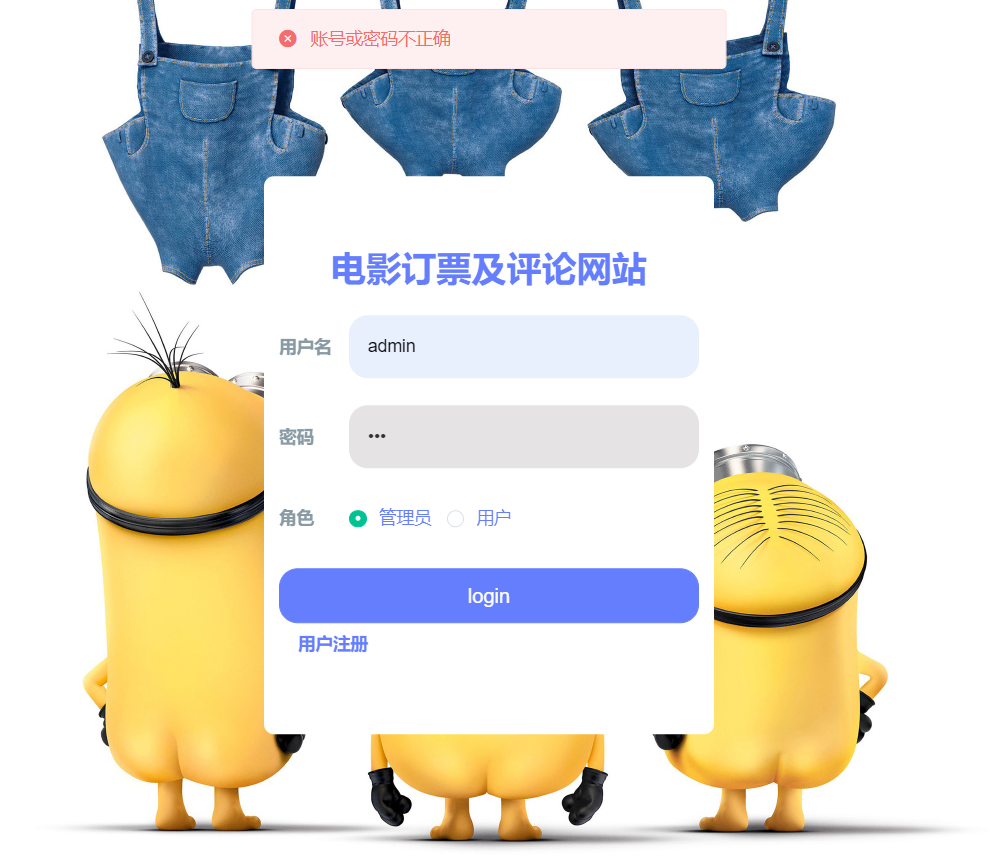 账号或密码不正确
电影订票及评论网站
用户名 admin
密码 •••
角色 管理员 用户
login
用户注册